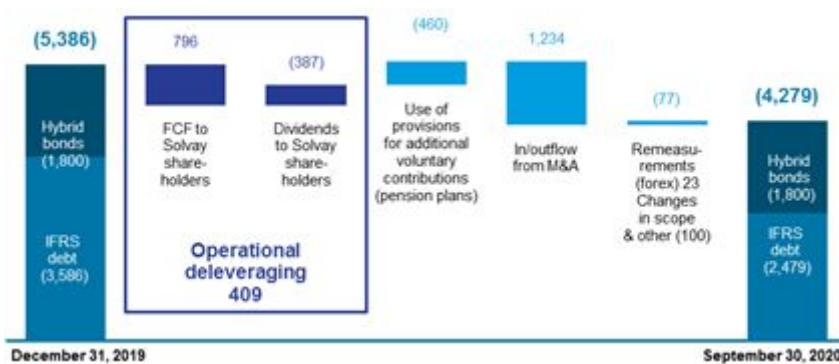 (5,386)
Hybrid
bonds
(1,800)
IFRS
debt
(3,586)
796
FCF to
Solvay
share-
holders
(387)
Dividends
to Solvay
share-
holders
Operational
deleveraging
409
(460)
Use of
provisions
for additional
voluntary
contributions
(pension plans)
1,234
In/outflow
from M&A
(77)
Remeasu-
rements
(forex) 23
Changes
in scope
& other (100)
(4,279)
Hybrid
bonds
(1,800)
IFRS
debt
(2,479)
December 31, 2019
September 30, 2020